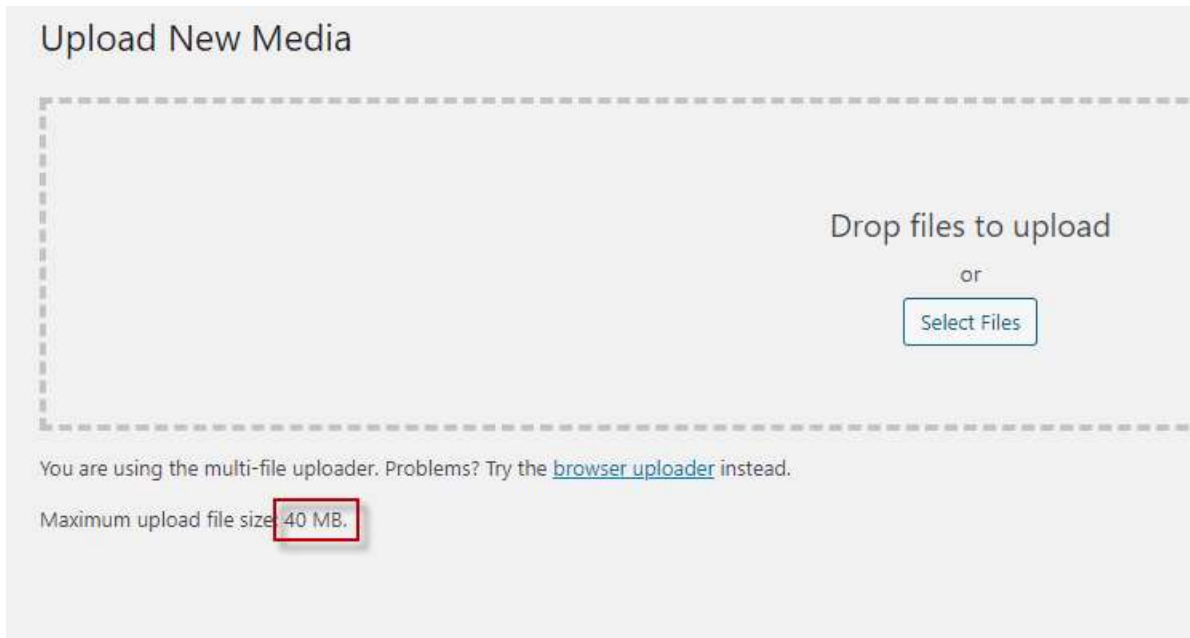 Upload New Media
Drop files to upload
or
Select Files
You are using the multi-file uploader. Problems? Try the browser uploader instead.
Maximum upload file size: 40 MB.